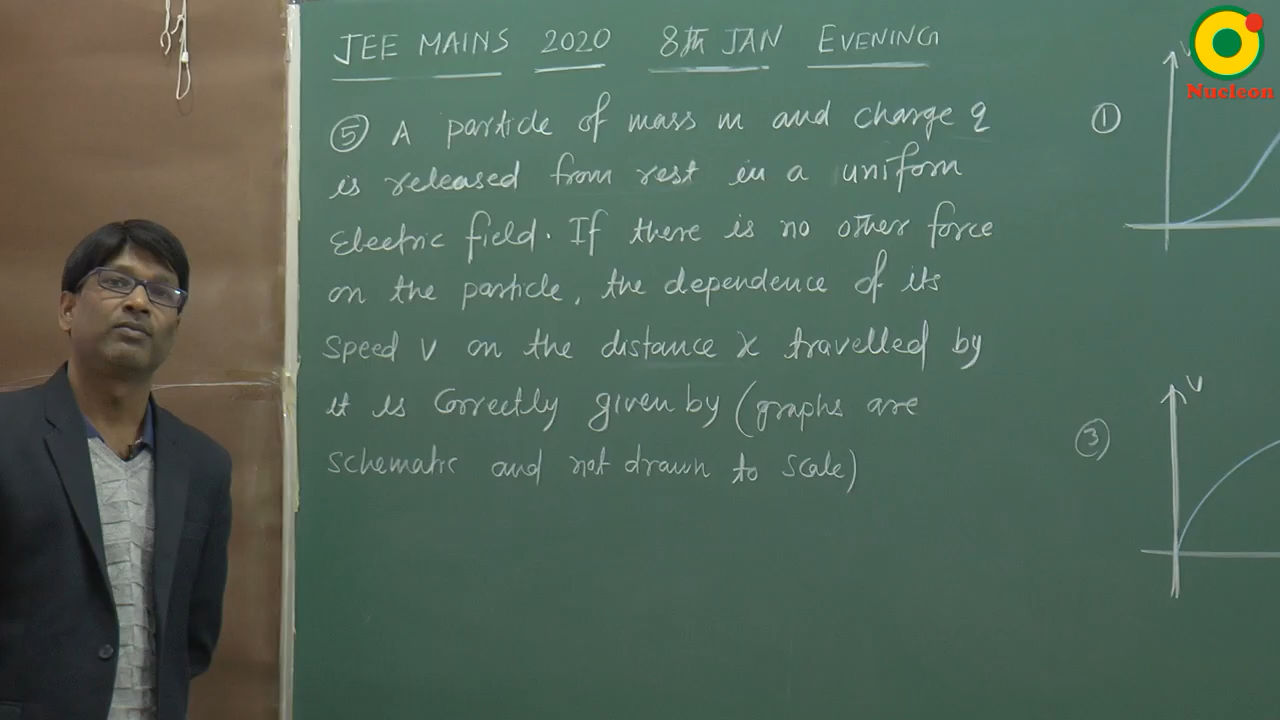 JEE MAINS 2020 8th JAN EVENING
Nucleon
⑤ A particle of mass m and charge q
①
is released from rest in a uniform
Electric field. If there is no other force
on the particle, the dependence of its
Speed V on the distance x travelled by
V
it is Correctly given by (graphs are
③
Schematic and not drawn to scale)